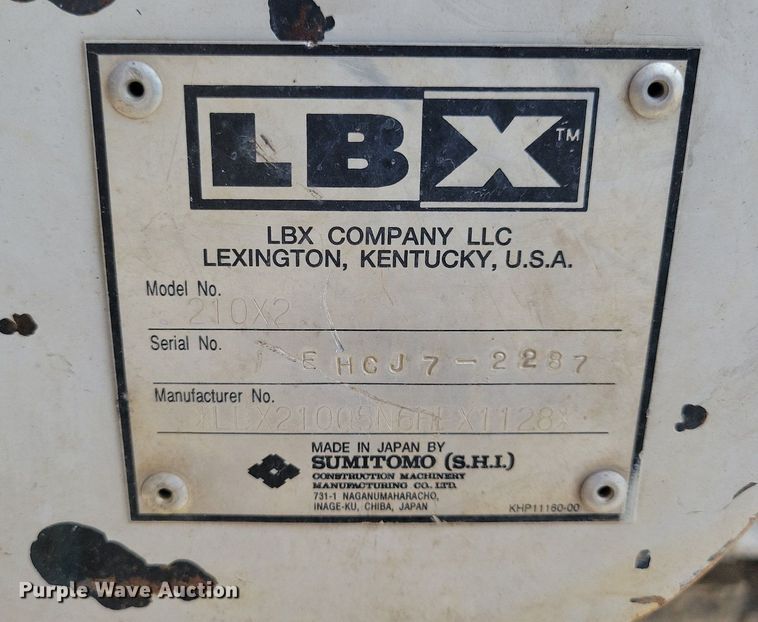 LBX™
LBX COMPANY LLC
LEXINGTON, KENTUCKY, U.S.A.
Model No.
210X2
Serial No.
EHCJ7-2287
Manufacturer No.
MADE IN JAPAN BY
SUMITOMO (S.H.I.)
CONSTRUCTION MACHINERY
MANUFACTURING CO., LTD.
731-1 NAGANUMAHARACHO,
INAGE-KU, CHIBA, JAPAN
KHP11160-00
Purple Wave Auction